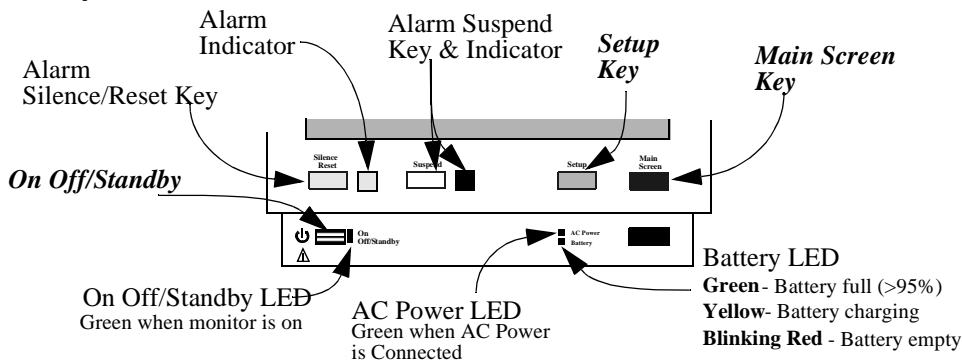 Alarm
Indicator
Alarm Suspend
Key & Indicator
Setup
Key
Main Screen
Key
Alarm
Silence/Reset Key
On Off/Standby
Silence
Reset
Suspend
Setup
Main
Screen
On
Off/Standby
AC Power
Battery
On Off/Standby LED
Green when monitor is on
AC Power LED
Green when AC Power
is Connected
Battery LED
Green - Battery full (>95%)
Yellow- Battery charging
Blinking Red - Battery empty